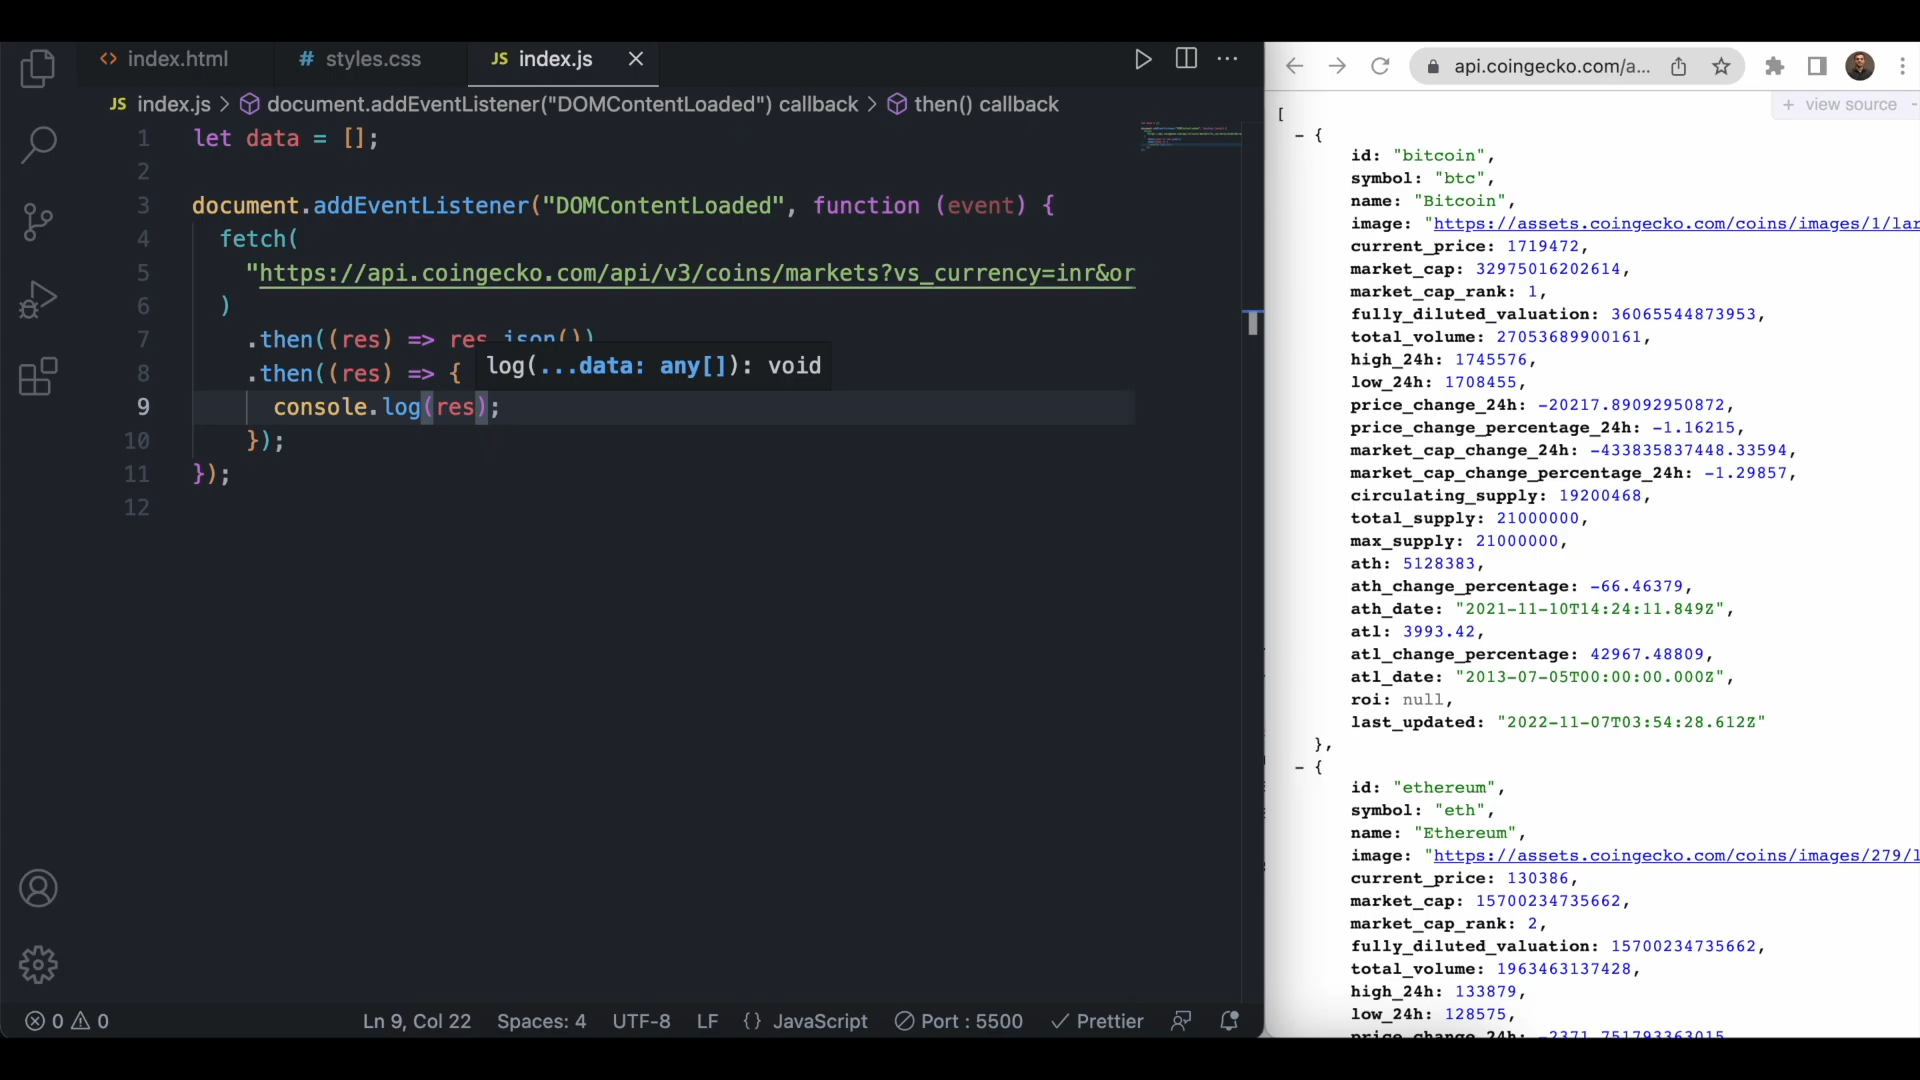 index.html
# styles.css
JS index.js
JS index.js > document.addEventListener("DOMContentLoaded") callback > then() callback
1 let data = [];
2
3 document.addEventListener("DOMContentLoaded", function (event) {
4 fetch(
5 "https://api.coingecko.com/api/v3/coins/markets?vs_currency=inr&or
6 )
7 .then((res) => res.json())
8 .then((res) => {
log(...data: any[]): void
9 console.log(res);
10 });
11 });
12
0 0
Ln 9, Col 22
Spaces: 4
UTF-8
LF
{} JavaScript
Port : 5500
Prettier
api.coingecko.com/a...
+ view source -
[
- {
id: "bitcoin",
symbol: "btc",
name: "Bitcoin",
image: "https://assets.coingecko.com/coins/images/1/lar
current_price: 1719472,
market_cap: 32975016202614,
market_cap_rank: 1,
fully_diluted_valuation: 36065544873953,
total_volume: 27053689900161,
high_24h: 1745576,
low_24h: 1708455,
price_change_24h: -20217.89092950872,
price_change_percentage_24h: -1.16215,
market_cap_change_24h: -433835837448.33594,
market_cap_change_percentage_24h: -1.29857,
circulating_supply: 19200468,
total_supply: 21000000,
max_supply: 21000000,
ath: 5128383,
ath_change_percentage: -66.46379,
ath_date: "2021-11-10T14:24:11.849Z",
atl: 3993.42,
atl_change_percentage: 42967.48809,
atl_date: "2013-07-05T00:00:00.000Z",
roi: null,
last_updated: "2022-11-07T03:54:28.612Z"
},
- {
id: "ethereum",
symbol: "eth",
name: "Ethereum",
image: "https://assets.coingecko.com/coins/images/279/l
current_price: 130386,
market_cap: 15700234735662,
market_cap_rank: 2,
fully_diluted_valuation: 15700234735662,
total_volume: 1963463137428,
high_24h: 133879,
low_24h: 128575,
price_change_24h: -2371.751793363015